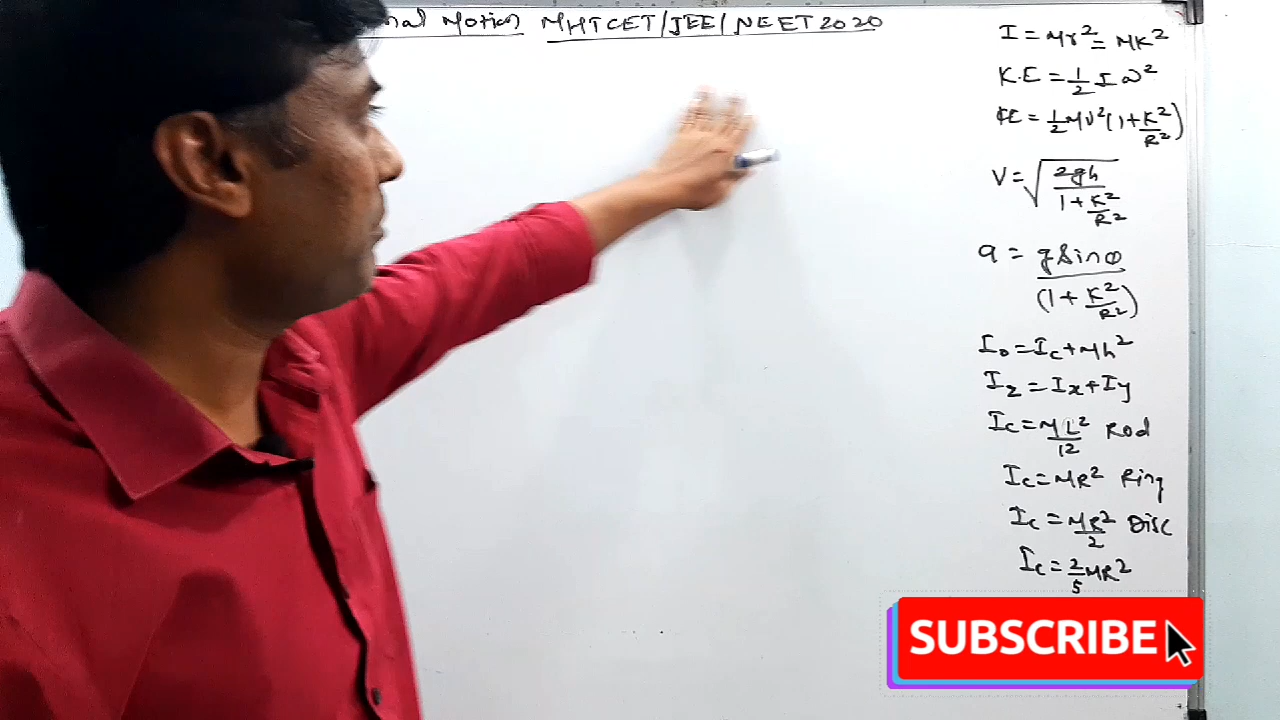 nal Motion MHTCET/JEE/NEET 2020
I = Mr² = MK²
K.E = 1/2 I ω²
KE = 1/2 MV² (1 + K²/R²)
V = √(2gh / (1 + K²/R²))
a = g Sin θ / (1 + K²/R²)
I₀ = Ic + Mh²
Iz = Ix + Iy
Ic = ML²/12 Rod
Ic = MR² Ring
Ic = MR²/2 Disc
Ic = 2/5 MR²
SUBSCRIBE